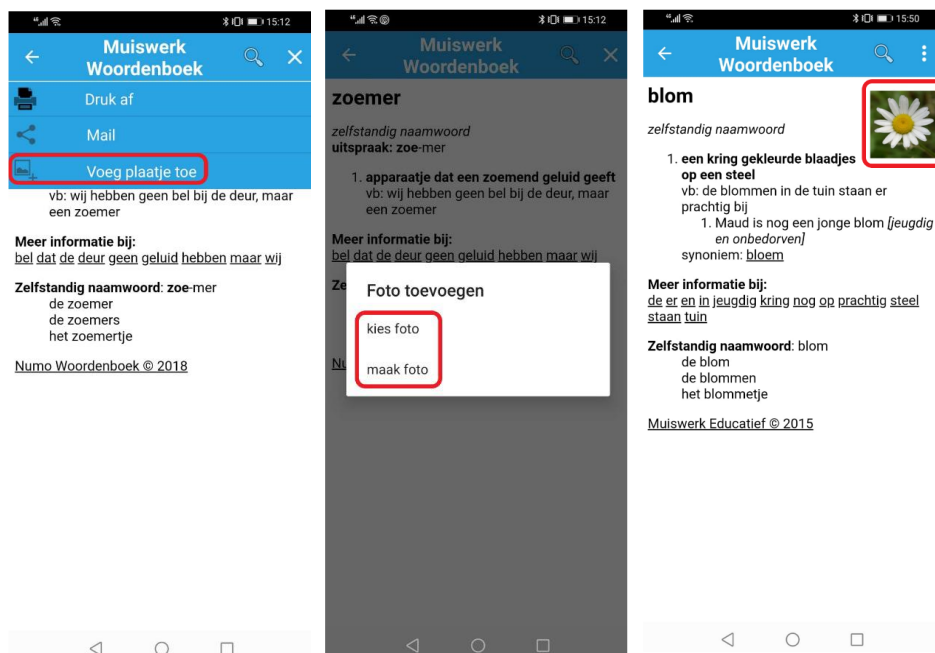 15:12
Muiswerk
Woordenboek
Druk af
Mail
Voeg plaatje toe
vb: wij hebben geen bel bij de deur, maar
een zoemer
Meer informatie bij:
bel dat de deur geen geluid hebben maar wij
Zelfstandig naamwoord: zoe-mer
de zoemer
de zoemers
het zoemertje
Numo Woordenboek © 2018
15:12
Muiswerk
Woordenboek
zoemer
zelfstandig naamwoord
uitspraak: zoe-mer
1. apparaatje dat een zoemend geluid geeft
vb: wij hebben geen bel bij de deur, maar
een zoemer
Meer informatie bij:
bel dat de deur geen geluid hebben maar wij
Ze
Foto toevoegen
kies foto
maak foto
Nu
15:50
Muiswerk
Woordenboek
blom
zelfstandig naamwoord
1. een kring gekleurde blaadjes
op een steel
vb: de blommen in de tuin staan er
prachtig bij
1. Maud is nog een jonge blom [jeugdig
en onbedorven]
synoniem: bloem
Meer informatie bij:
de er en in jeugdig kring nog op prachtig steel
staan tuin
Zelfstandig naamwoord: blom
de blom
de blommen
het blommetje
Muiswerk Educatief © 2015